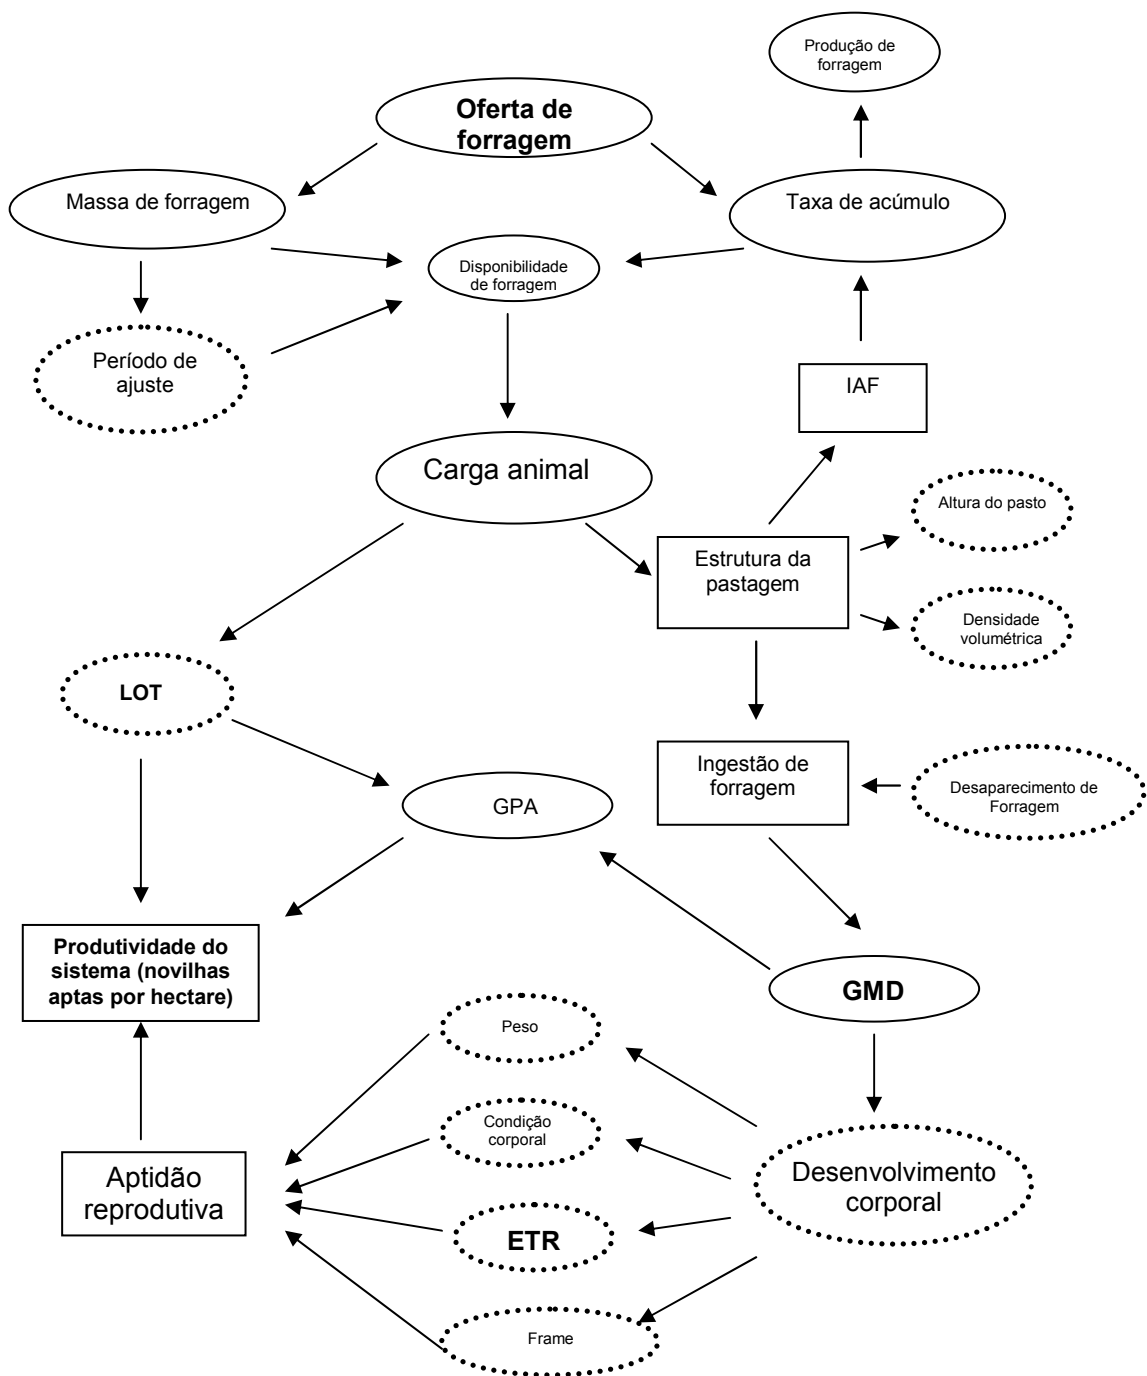 Produção de
forragem
Oferta de
forragem
Massa de forragem
Taxa de acúmulo
Disponibilidade
de forragem
Período de
ajuste
IAF
Carga animal
Altura do pasto
Estrutura da
pastagem
Densidade
volumétrica
LOT
Ingestão de
forragem
Desaparecimento de
Forragem
GPA
Produtividade do
sistema (novilhas
aptas por hectare)
GMD
Peso
Condição
corporal
Desenvolvimento
corporal
Aptidão
reprodutiva
ETR
Frame